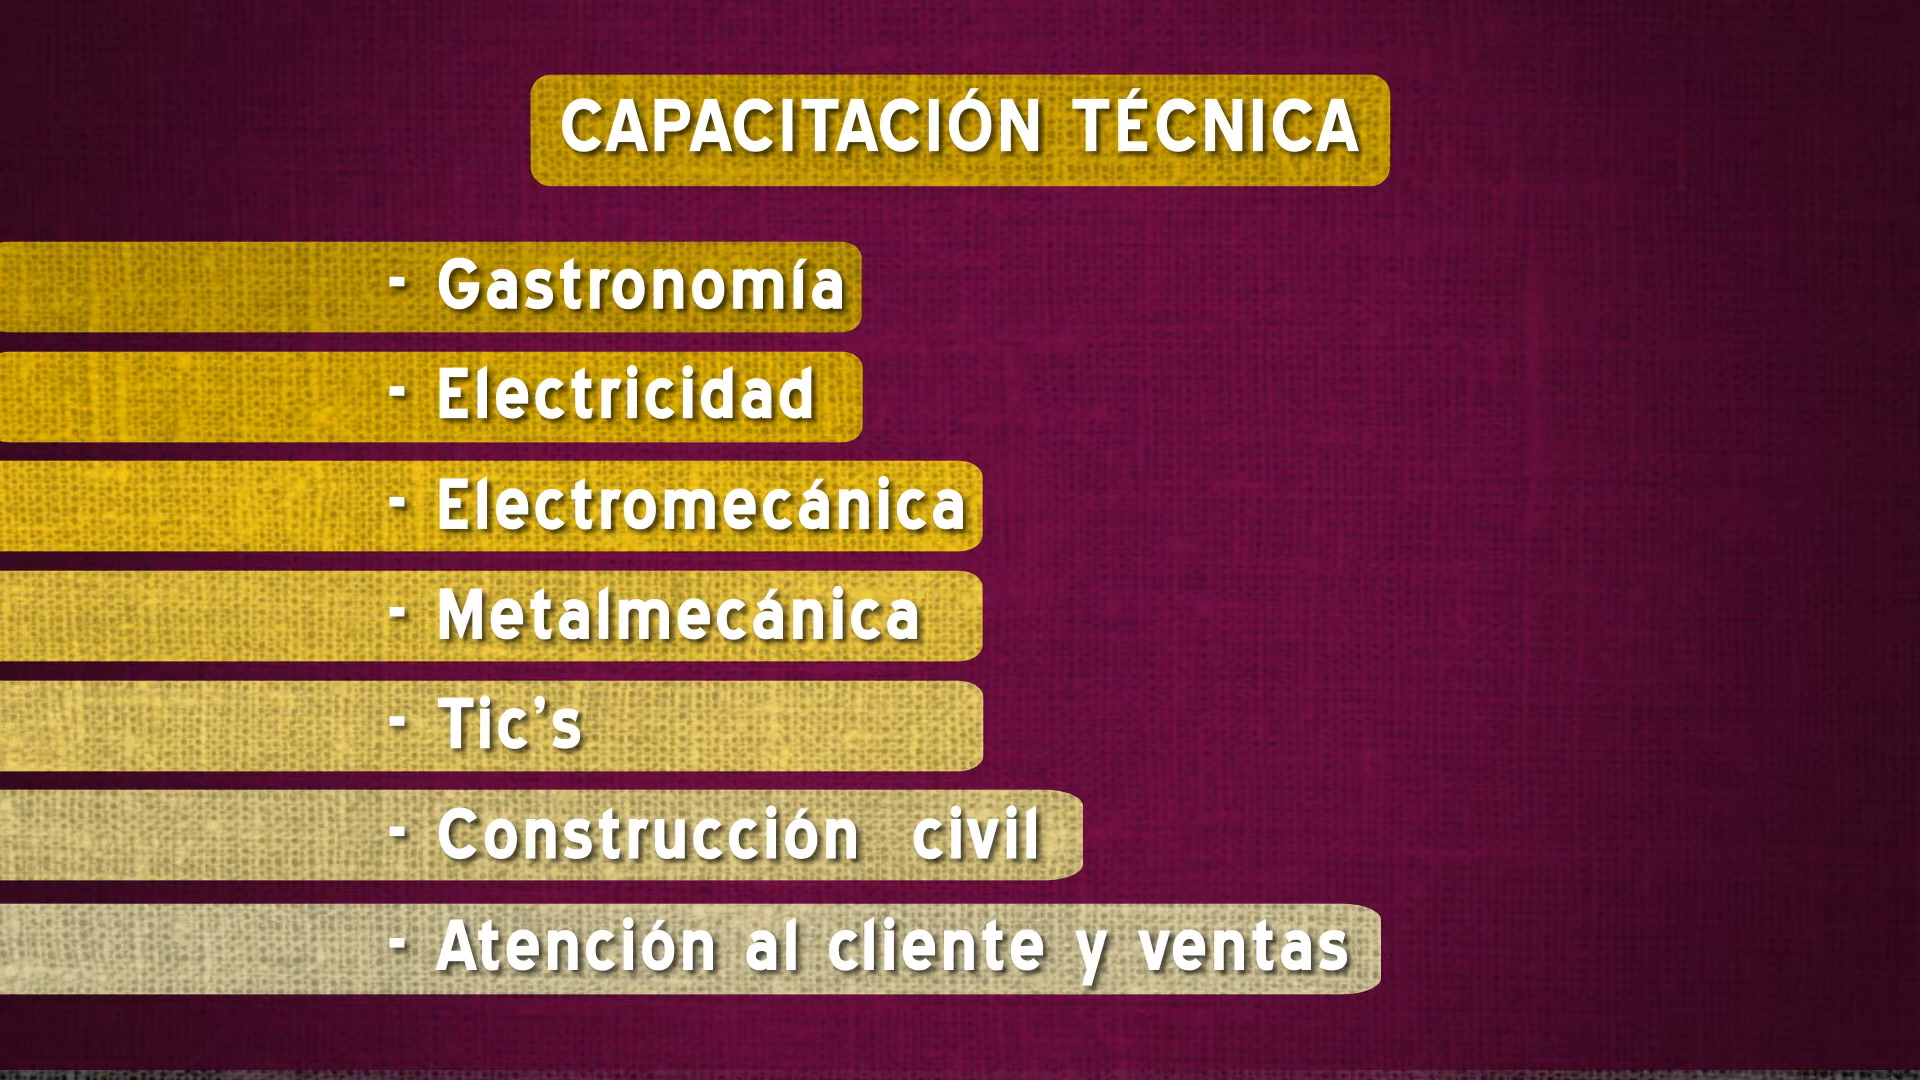 CAPACITACIÓN TÉCNICA
- Gastronomía
- Electricidad
- Electromecánica
- Metalmecánica
- Tic's
- Construcción civil
- Atención al cliente y ventas